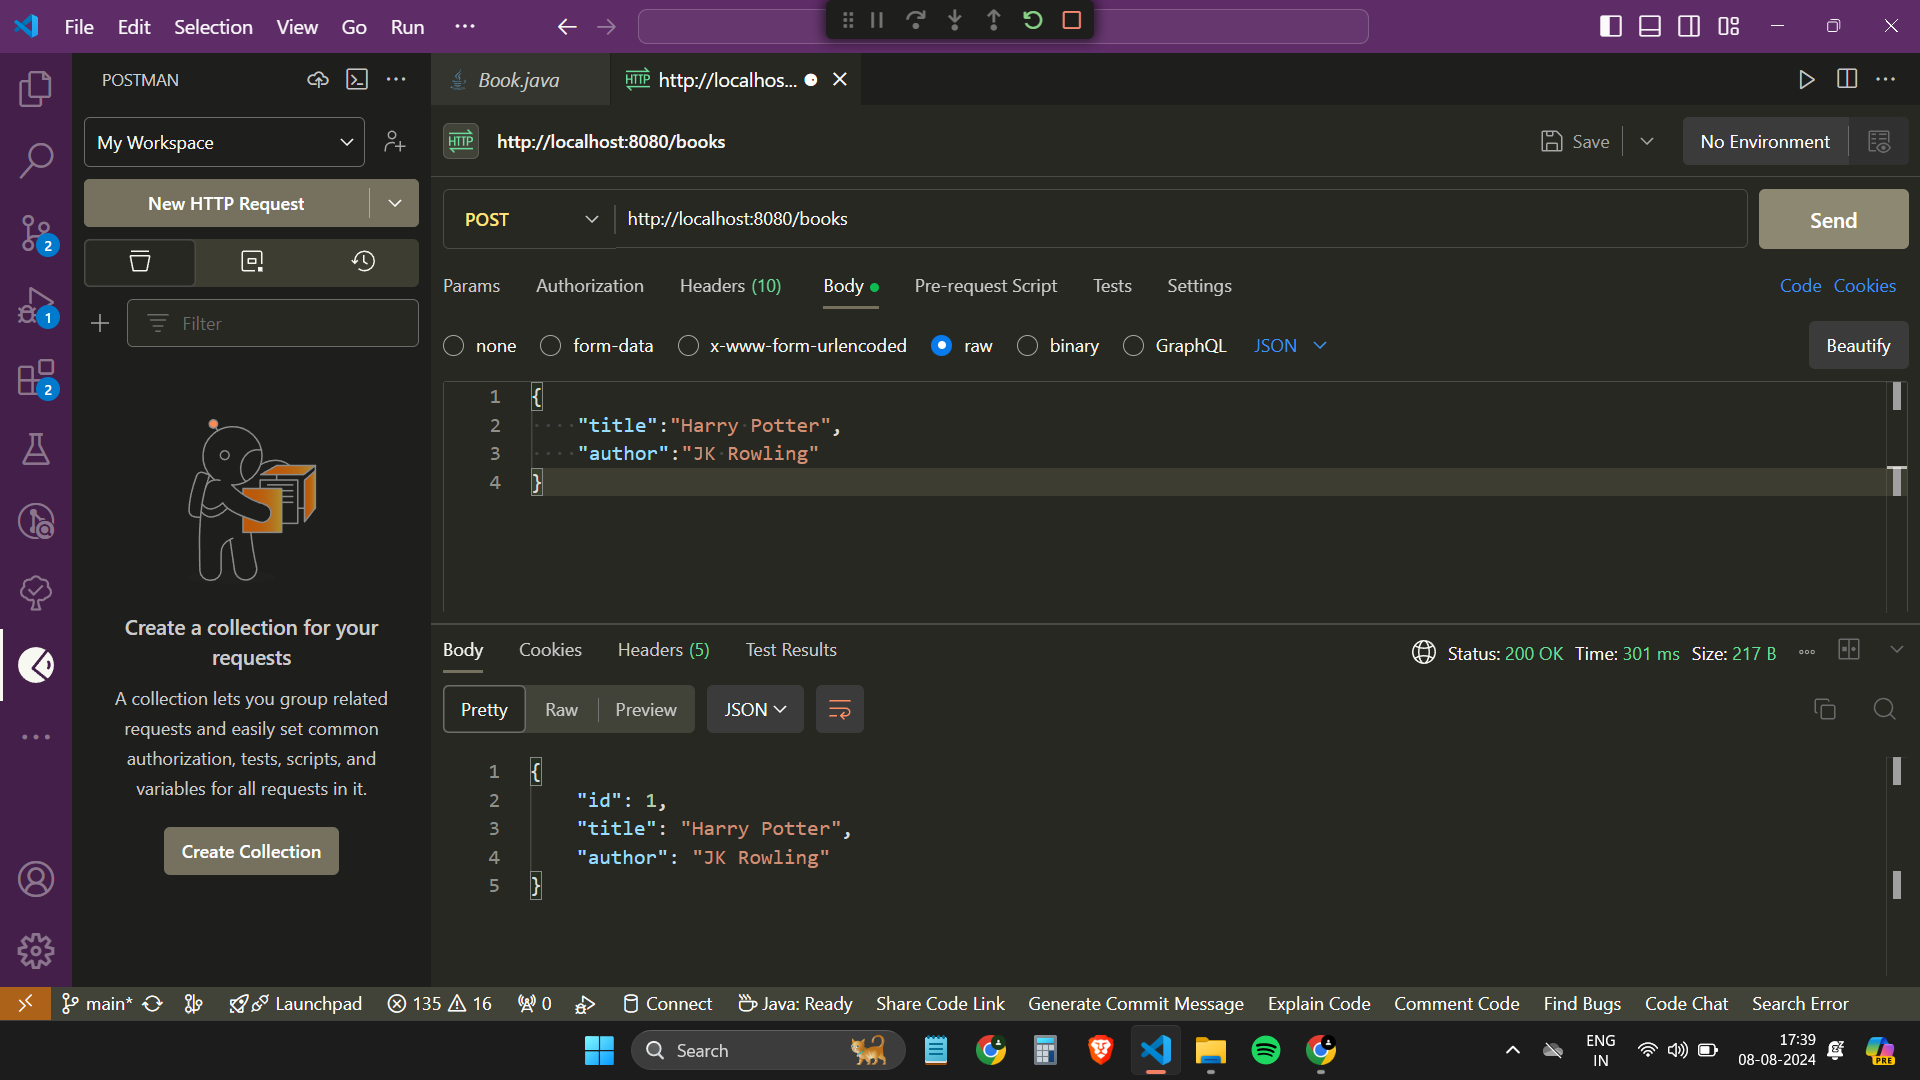 File Edit Selection View Go Run ···
POSTMAN
Book.java
HTTP http://localhos...
My Workspace
HTTP http://localhost:8080/books
Save
No Environment
New HTTP Request
POST
http://localhost:8080/books
Send
Params Authorization Headers (10) Body Pre-request Script Tests Settings
Code Cookies
Filter
none form-data x-www-form-urlencoded raw binary GraphQL JSON
Beautify
1 {
2 ····"title":"Harry·Potter",
3 ····"author":"JK·Rowling"
4 }
Create a collection for your
requests
A collection lets you group related
requests and easily set common
authorization, tests, scripts, and
variables for all requests in it.
Create Collection
Body Cookies Headers (5) Test Results
Status: 200 OK Time: 301 ms Size: 217 B
Pretty Raw Preview JSON
1 {
2 "id": 1,
3 "title": "Harry Potter",
4 "author": "JK Rowling"
5 }
2
1
2
main* Launchpad 135 16 0 Connect Java: Ready Share Code Link Generate Commit Message Explain Code Comment Code Find Bugs Code Chat Search Error
Search
ENG
IN
17:39
08-08-2024
PRE